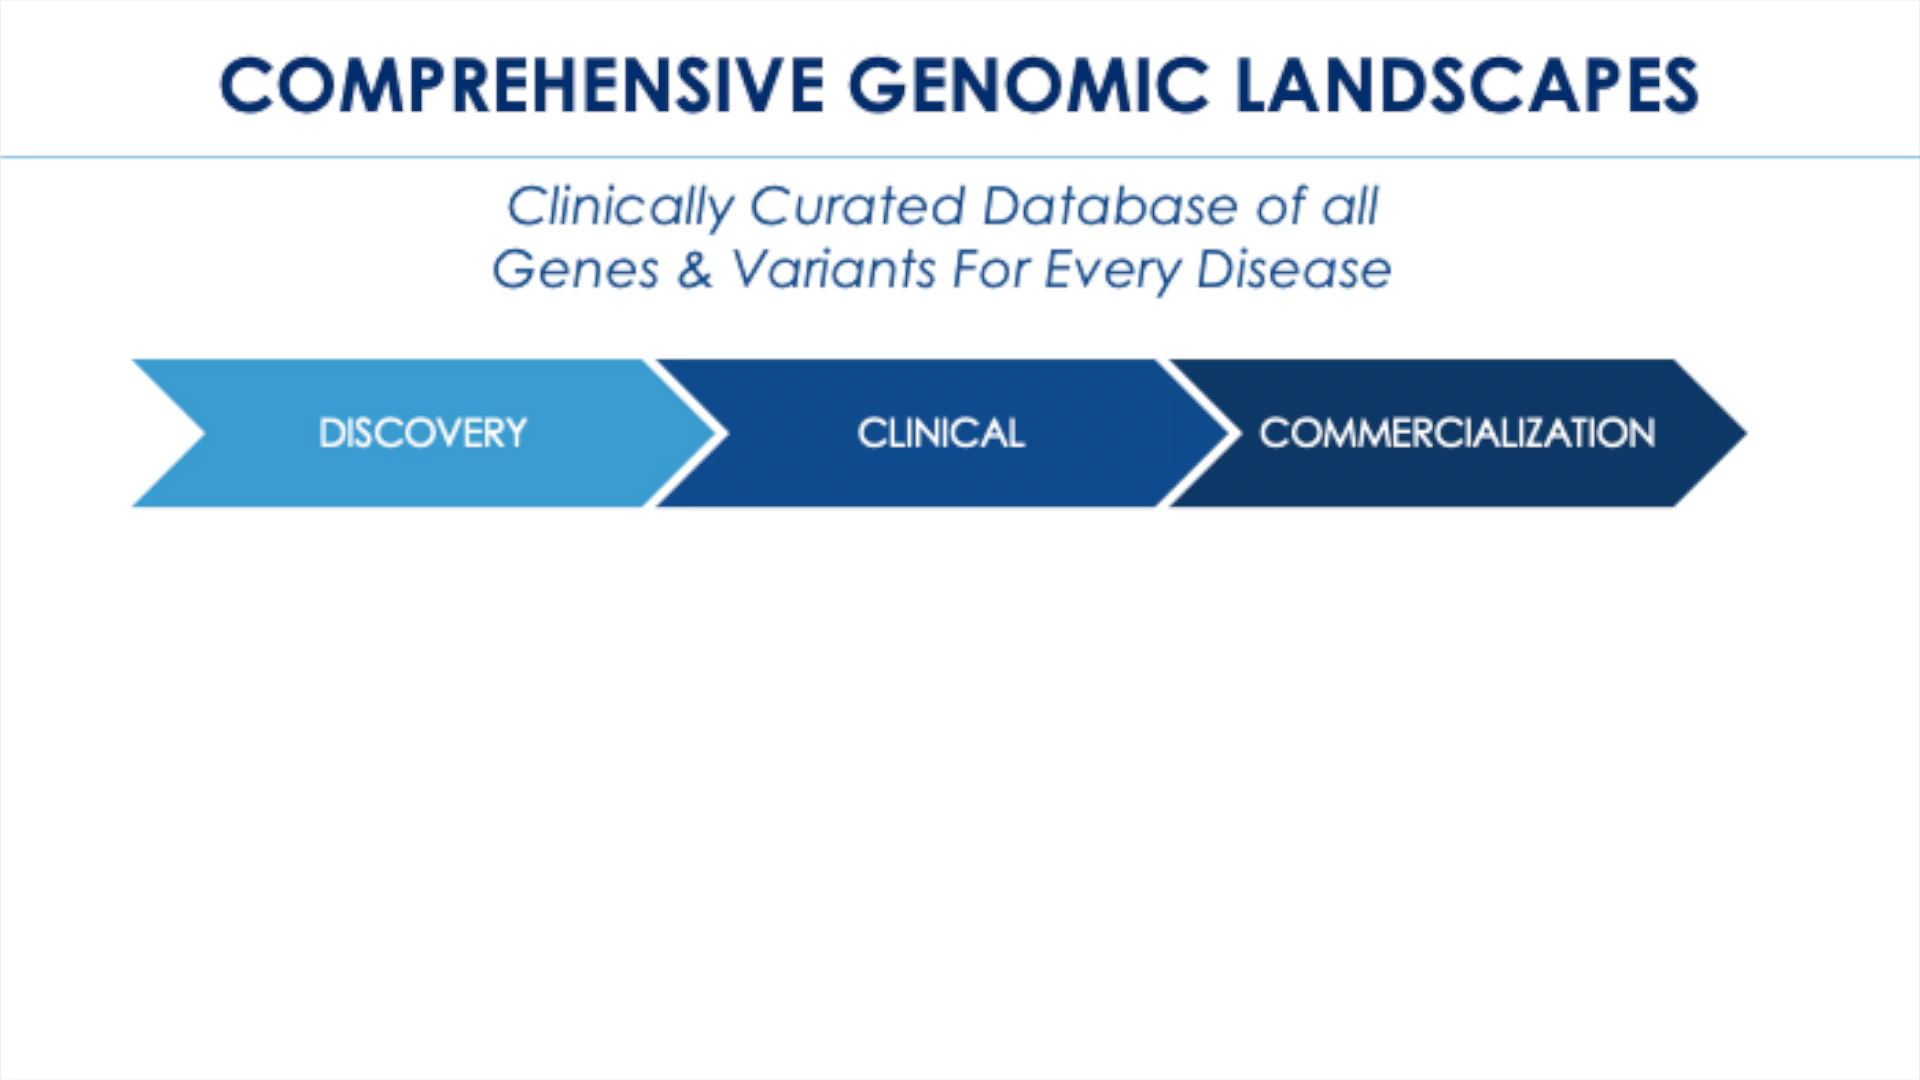 COMPREHENSIVE GENOMIC LANDSCAPES
Clinically Curated Database of all
Genes & Variants For Every Disease
DISCOVERY
CLINICAL
COMMERCIALIZATION